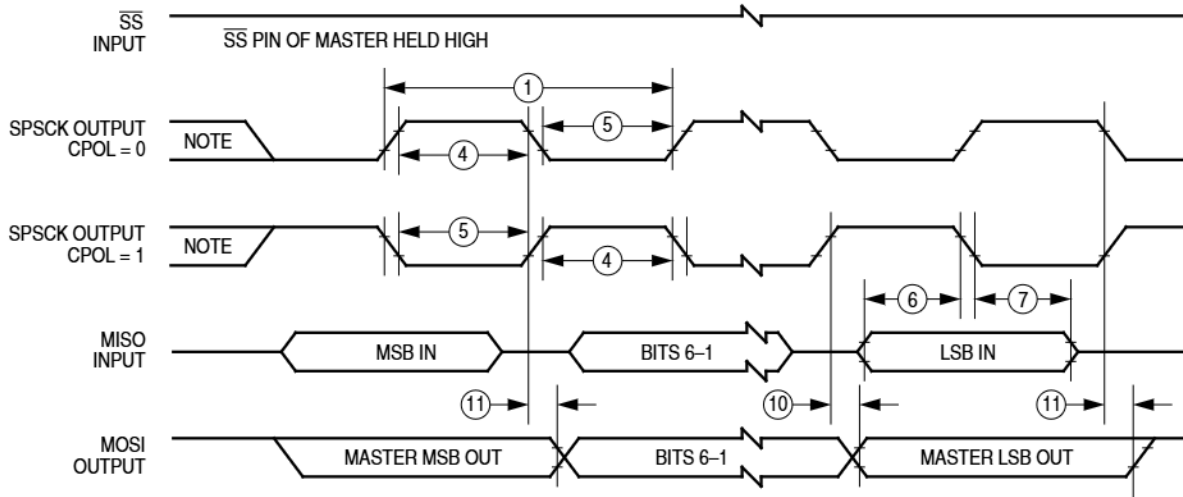 SS
INPUT
SS PIN OF MASTER HELD HIGH
1
SPSCK OUTPUT
CPOL = 0
NOTE
5
4
SPSCK OUTPUT
CPOL = 1
NOTE
5
4
6
7
MISO
INPUT
MSB IN
BITS 6–1
LSB IN
11
10
11
MOSI
OUTPUT
MASTER MSB OUT
BITS 6–1
MASTER LSB OUT